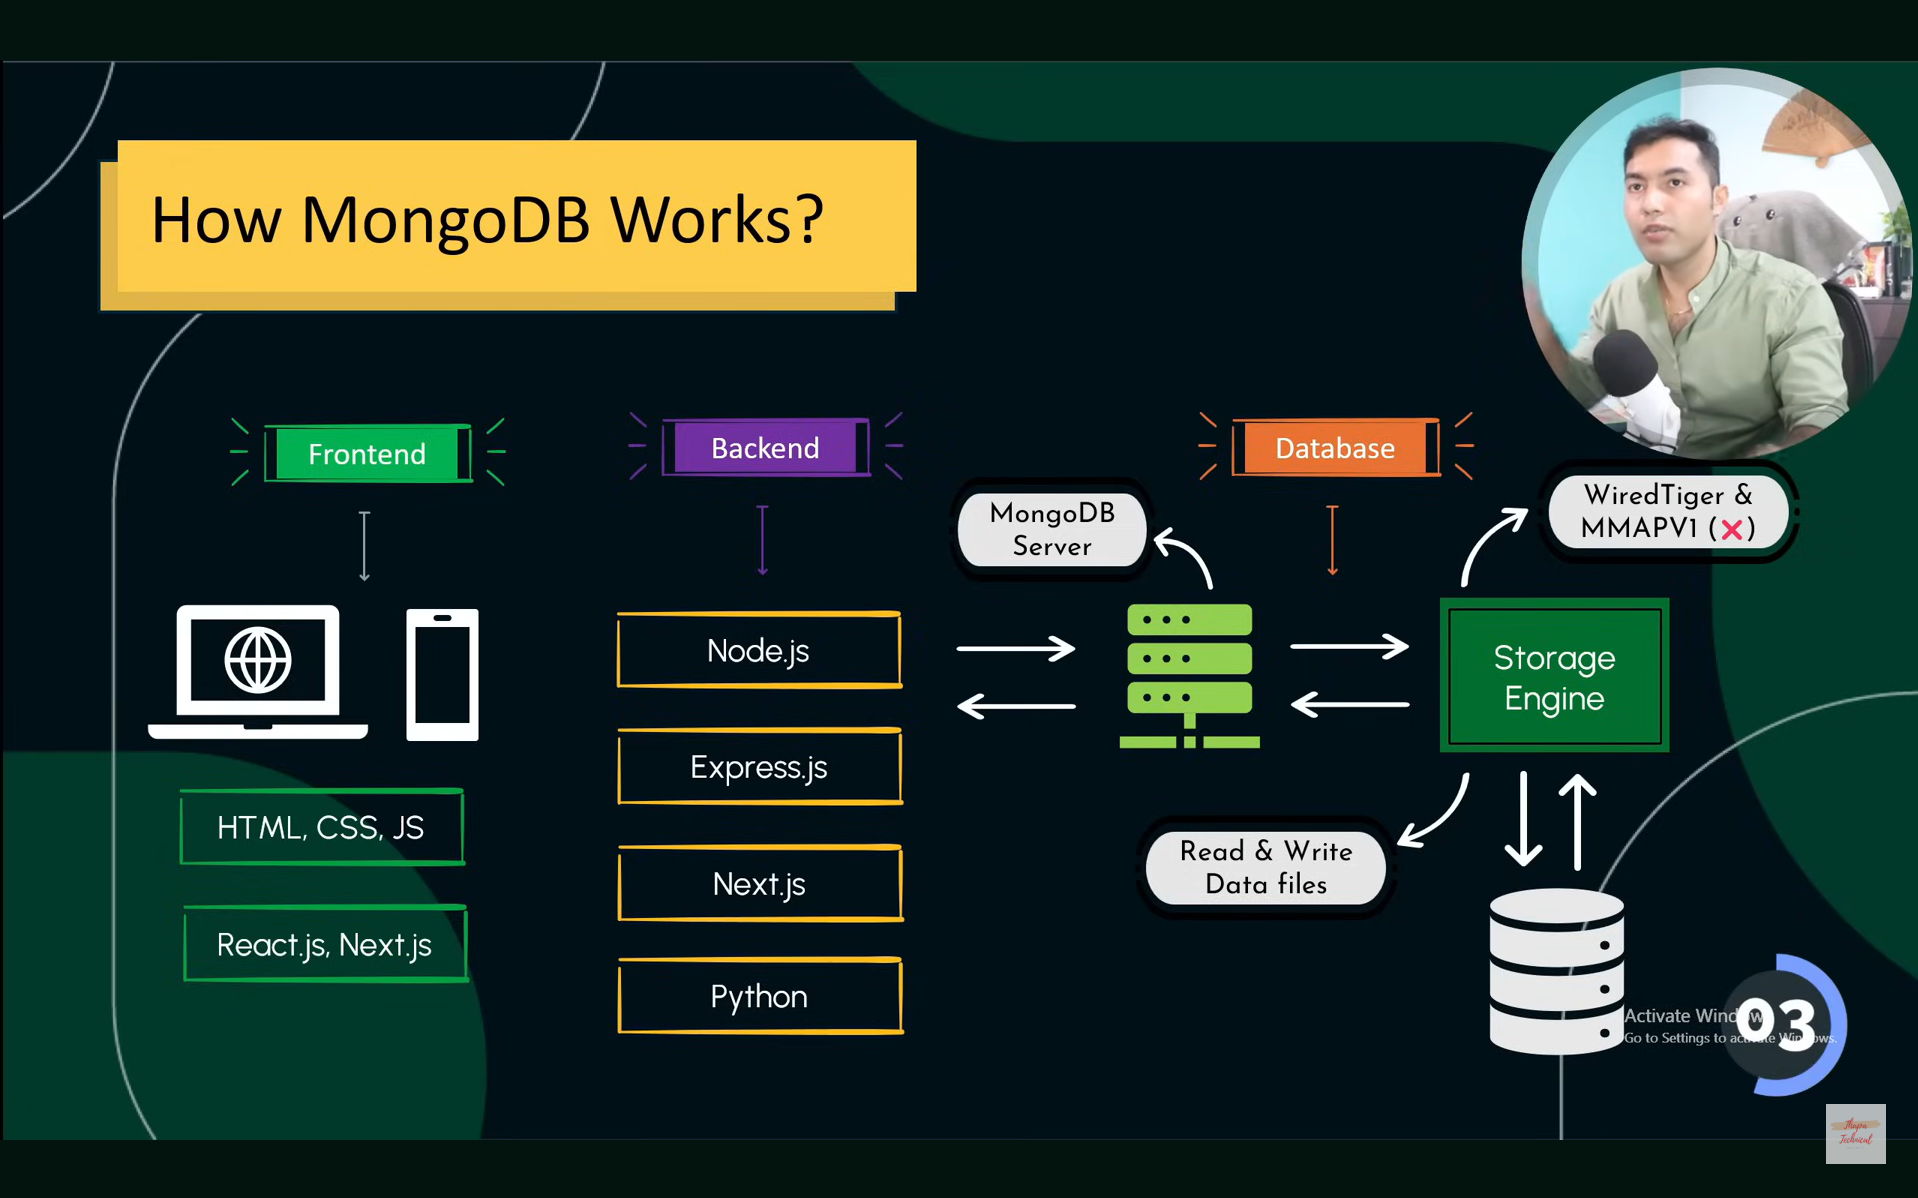 How MongoDB Works?
Frontend
Backend
Database
MongoDB
Server
WiredTiger &
MMAPV1 (❌)
Node.js
Storage
Engine
Express.js
HTML, CSS, JS
Read & Write
Data files
Next.js
React.js, Next.js
Python
Activate Windows
Go to Settings to activate Windows.
03
Thapa
Technical